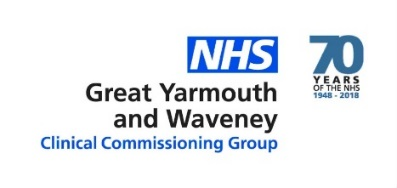 NHS
Great Yarmouth
and Waveney
Clinical Commissioning Group
70
YEARS
OF THE NHS
1948 - 2018